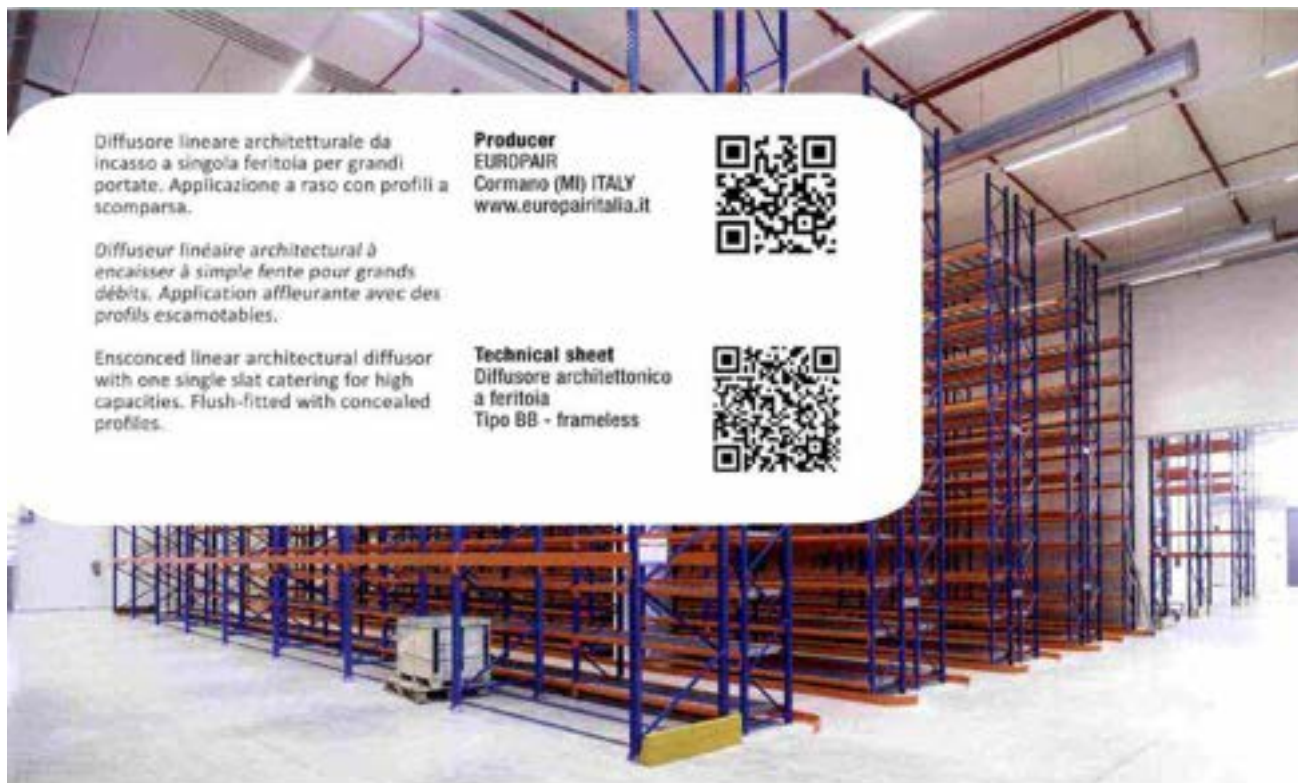 Diffusore lineare architetturale da
incasso a singola feritoia per grandi
portate. Applicazione a raso con profili a
scomparsa.
Diffuseur linéaire architectural à
encaisser à simple fente pour grands
débits. Application affleurante avec des
profils escamotables.
Ensconced linear architectural diffusor
with one single slat catering for high
capacities. Flush-fitted with concealed
profiles.
Producer
EUROPAIR
Cormano (MI) ITALY
www.europairitalia.it
Technical sheet
Diffusore architettonico
a feritoia
Tipo BB - frameless